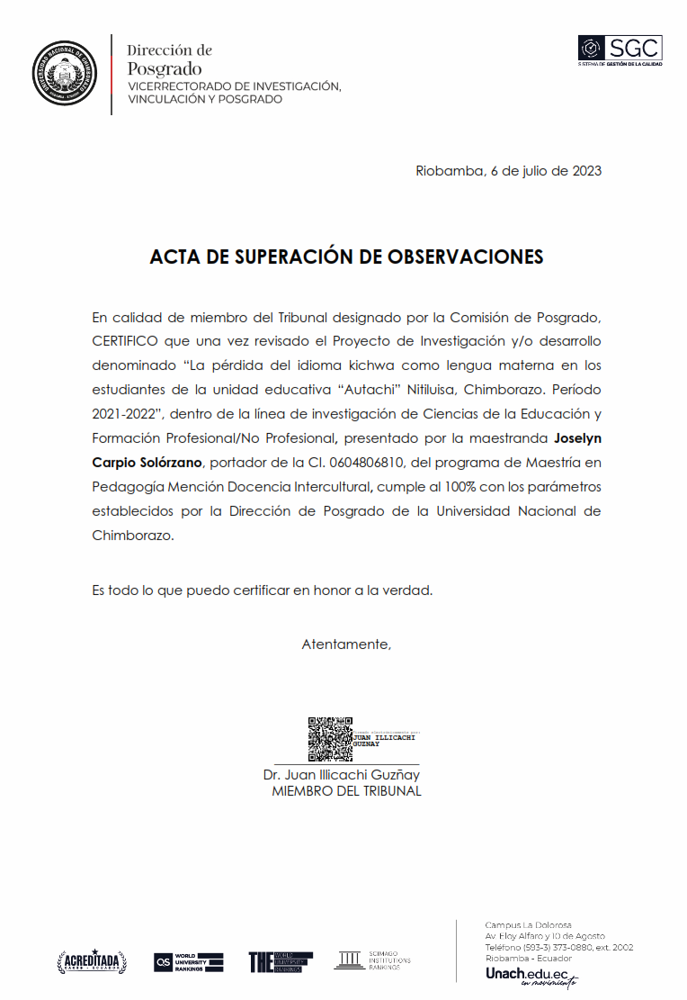 Dirección de
Posgrado
VICERRECTORADO DE INVESTIGACIÓN,
VINCULACIÓN Y POSGRADO
UNIVERSIDAD NACIONAL DE CHIMBORAZO
SGC
SISTEMA DE GESTIÓN DE LA CALIDAD
Riobamba, 6 de julio de 2023
ACTA DE SUPERACIÓN DE OBSERVACIONES
En calidad de miembro del Tribunal designado por la Comisión de Posgrado,
CERTIFICO que una vez revisado el Proyecto de Investigación y/o desarrollo
denominado “La pérdida del idioma kichwa como lengua materna en los
estudiantes de la unidad educativa “Autachi” Nitiluisa, Chimborazo. Período
2021-2022”, dentro de la línea de investigación de Ciencias de la Educación y
Formación Profesional/No Profesional, presentado por la maestranda Joselyn
Carpio Solórzano, portador de la CI. 0604806810, del programa de Maestría en
Pedagogía Mención Docencia Intercultural, cumple al 100% con los parámetros
establecidos por la Dirección de Posgrado de la Universidad Nacional de
Chimborazo.
Es todo lo que puedo certificar en honor a la verdad.
Atentamente,
Firmado electrónicamente por:
JUAN ILLICACHI
GUZNAY
Dr. Juan Illicachi Guzñay
MIEMBRO DEL TRIBUNAL
ACREDITADA
CACES - ECUADOR
QS WORLD
UNIVERSITY
RANKINGS
THE WORLD
UNIVERSITY
RANKINGS
SCIMAGO
INSTITUTIONS
RANKINGS
Campus La Dolorosa
Av. Eloy Alfaro y 10 de Agosto
Teléfono (593-3) 373-0880, ext. 2002
Riobamba - Ecuador
Unach.edu.ec
en movimiento